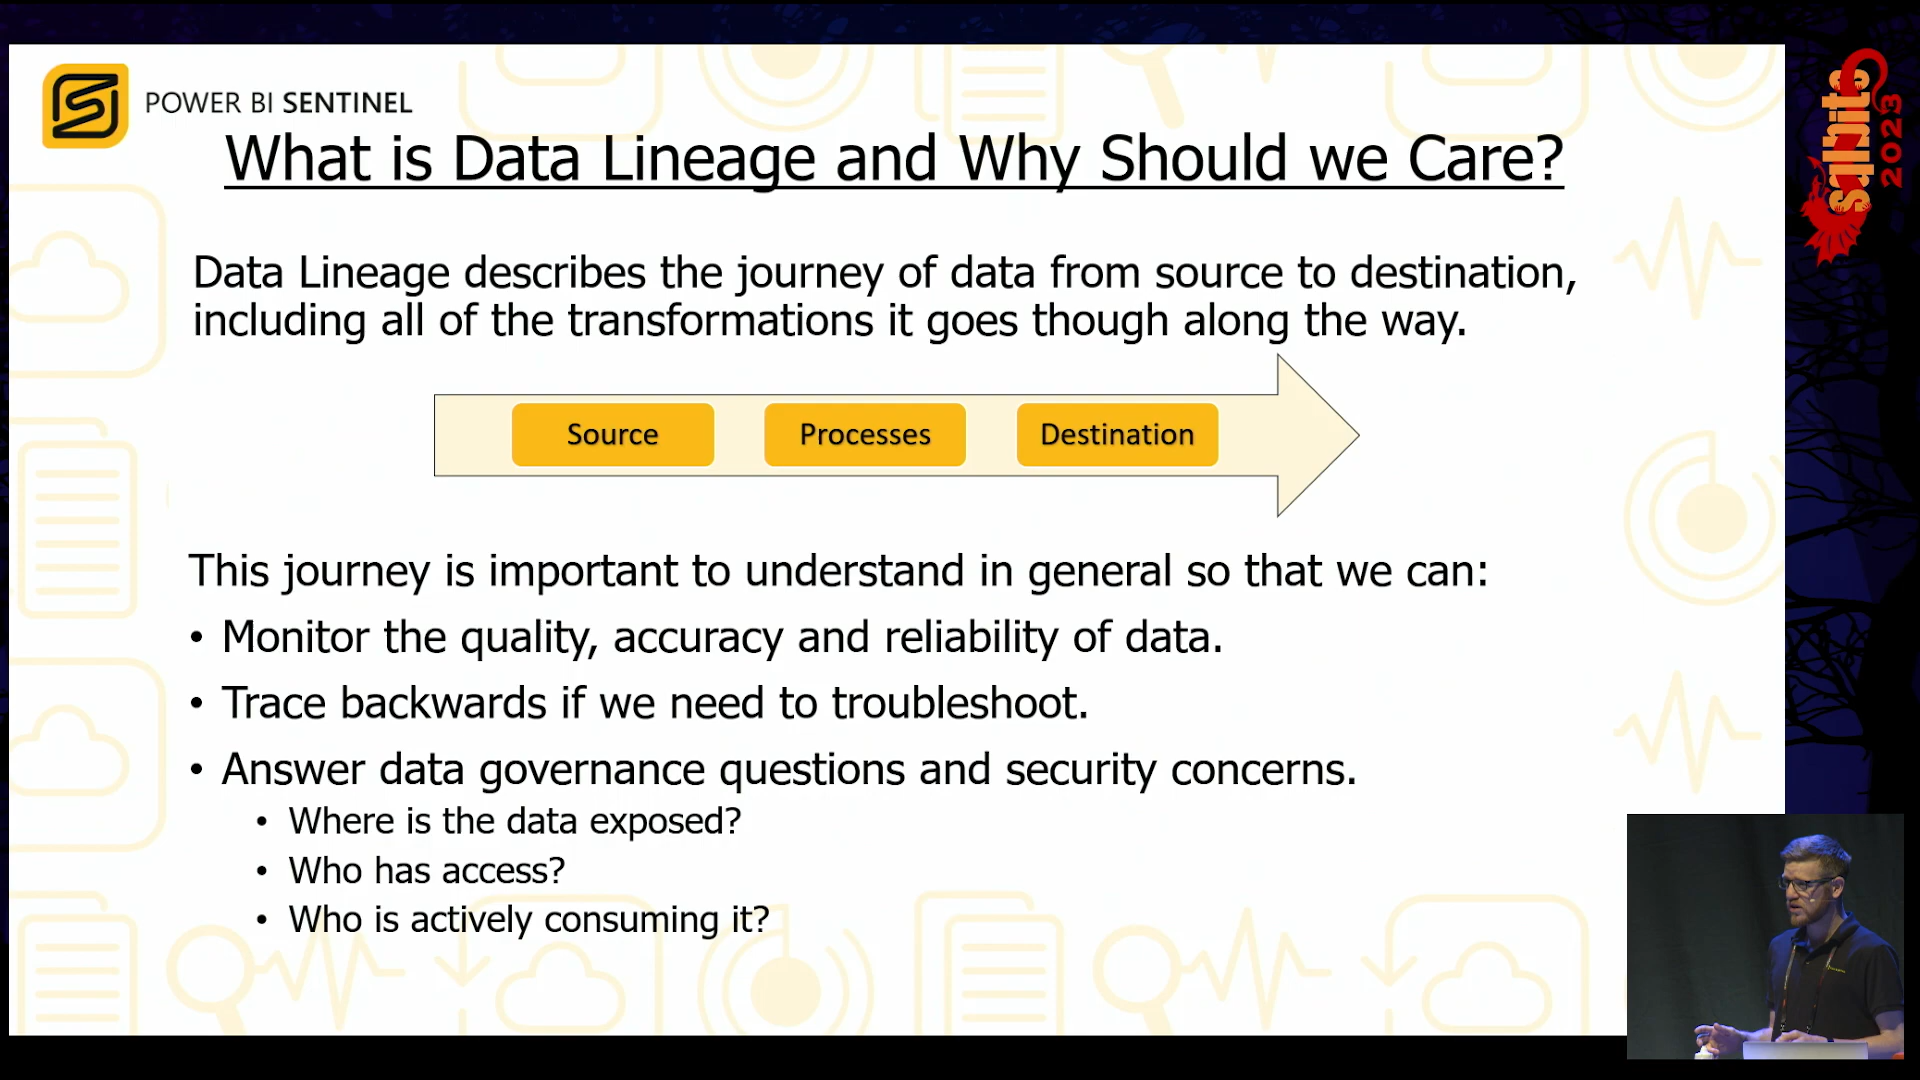 POWER BI SENTINEL
What is Data Lineage and Why Should we Care?
Data Lineage describes the journey of data from source to destination,
including all of the transformations it goes though along the way.
Source
Processes
Destination
This journey is important to understand in general so that we can:
• Monitor the quality, accuracy and reliability of data.
• Trace backwards if we need to troubleshoot.
• Answer data governance questions and security concerns.
• Where is the data exposed?
• Who has access?
• Who is actively consuming it?
sqlbits
2023